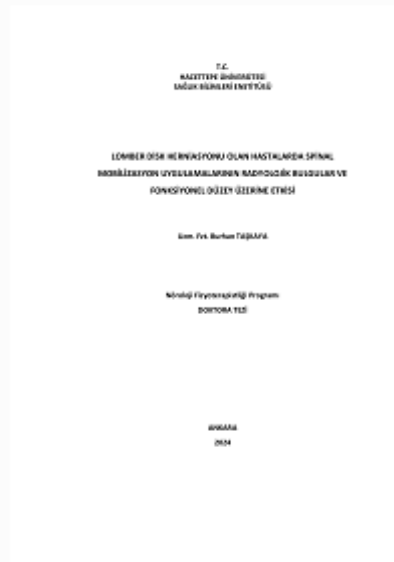 T.C.
HACETTEPE ÜNİVERSİTESİ
SAĞLIK BİLİMLERİ ENSTİTÜSÜ
LOMBER DİSK HERNİASYONU OLAN HASTALARDA SPİNAL
MOBİLİZASYON UYGULAMALARININ RADYOLOJİK BULGULAR VE
FONKSİYONEL DÜZEY ÜZERİNE ETKİSİ
Uzm. Fzt. Burhan TAŞKAYA
Nöroloji Fizyoterapistliği Programı
DOKTORA TEZİ
ANKARA
2024